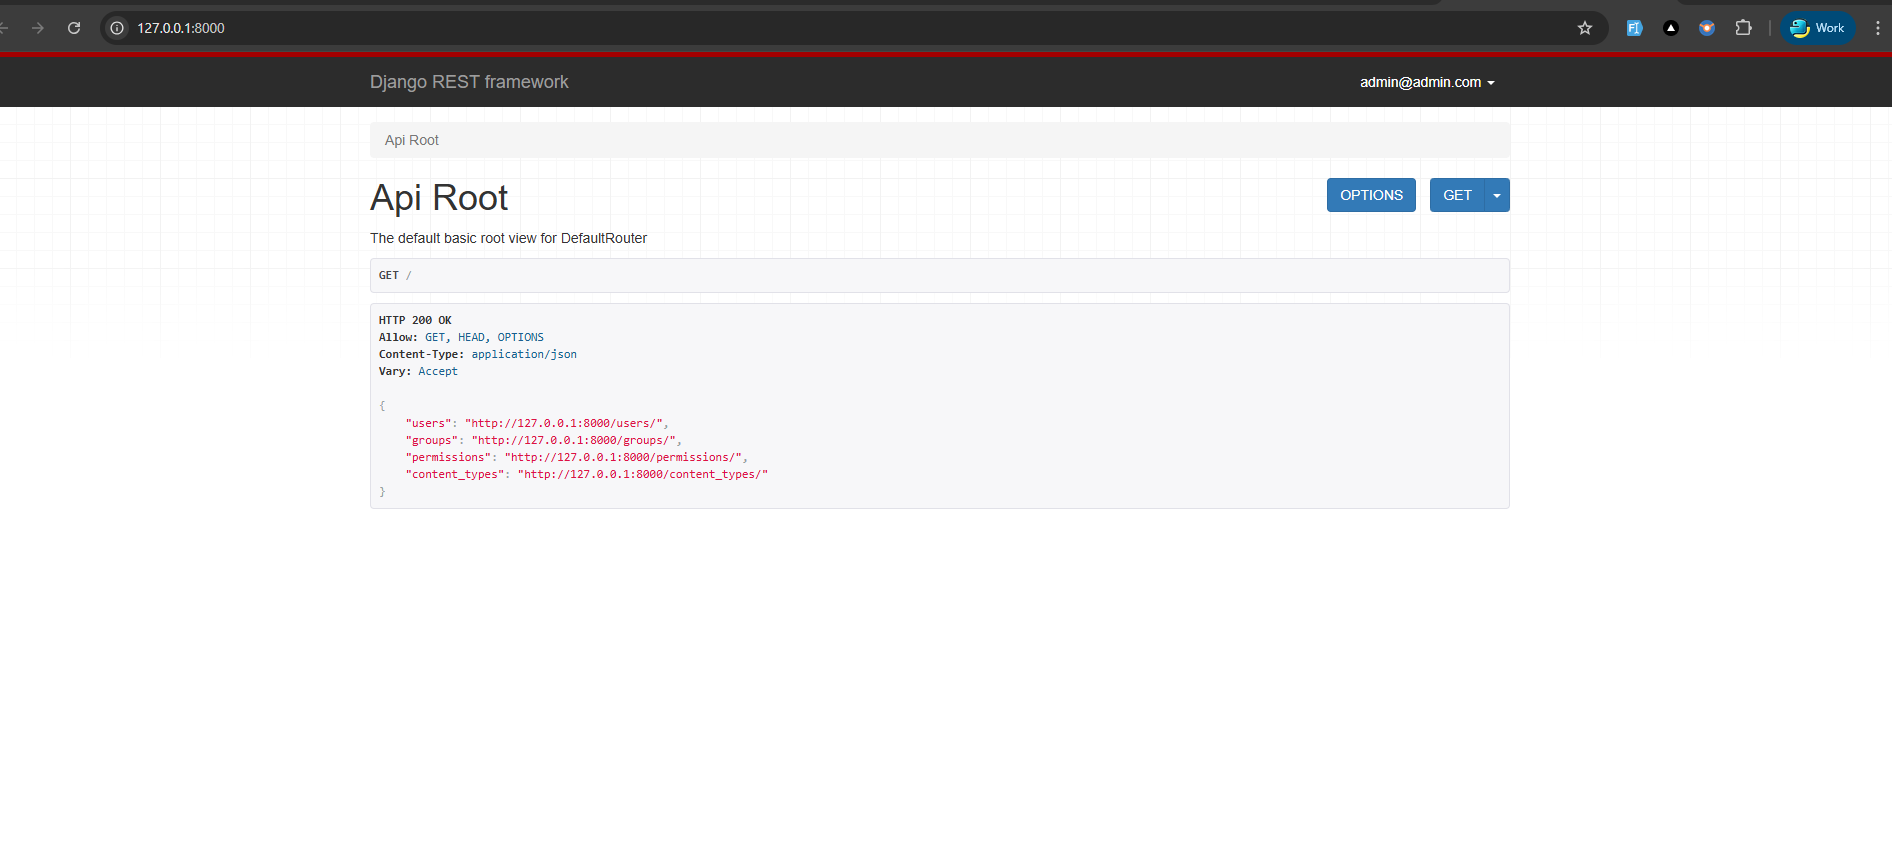 127.0.0.1:8000
Work
Django REST framework
admin@admin.com
Api Root
Api Root
OPTIONS
GET
The default basic root view for DefaultRouter
GET /
HTTP 200 OK
Allow: GET, HEAD, OPTIONS
Content-Type: application/json
Vary: Accept
{
    "users": "http://127.0.0.1:8000/users/",
    "groups": "http://127.0.0.1:8000/groups/",
    "permissions": "http://127.0.0.1:8000/permissions/",
    "content_types": "http://127.0.0.1:8000/content_types/"
}